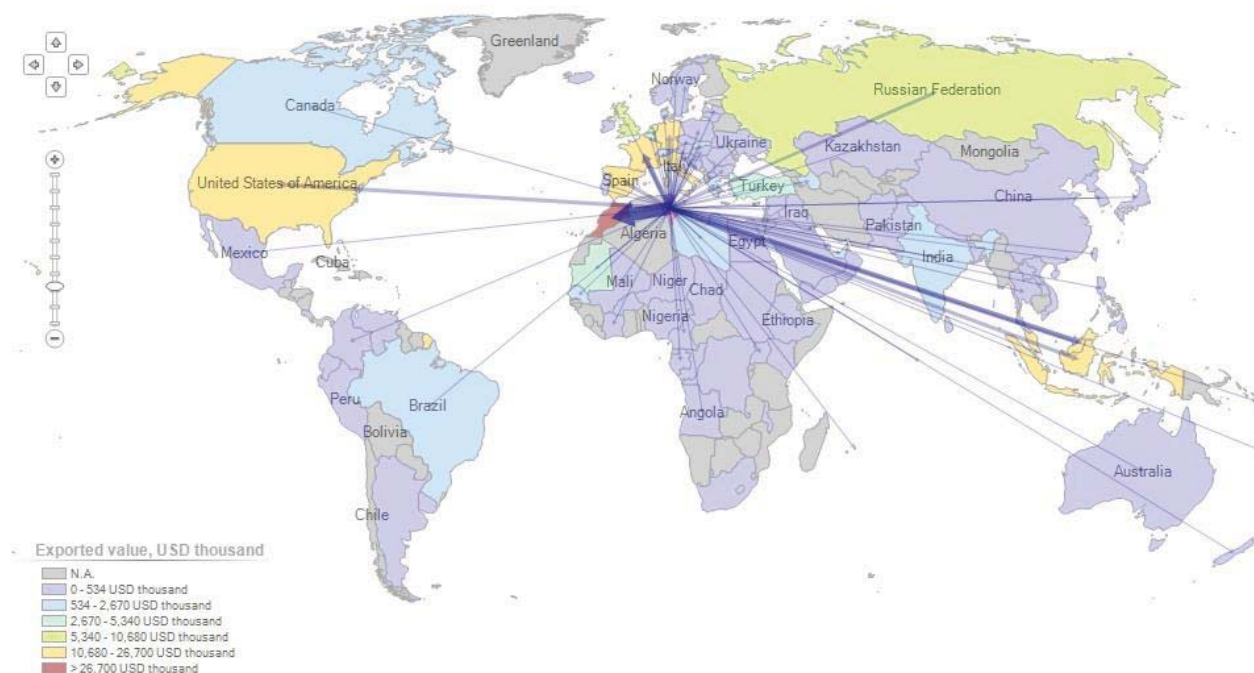 Greenland
Norway
Russian Federation
Canada
Ukraine
Kazakhstan
Mongolia
Italy
Spain
United States of America
Turkey
China
Iraq
Pakistan
Algeria
Egypt
Mexico
India
Cuba
Mali
Niger
Chad
Nigeria
Ethiopia
Peru
Brazil
Angola
Bolivia
Australia
Chile
Exported value, USD thousand
N.A.
0 - 534 USD thousand
534 - 2,670 USD thousand
2,670 - 5,340 USD thousand
5,340 - 10,680 USD thousand
10,680 - 26,700 USD thousand
> 26,700 USD thousand